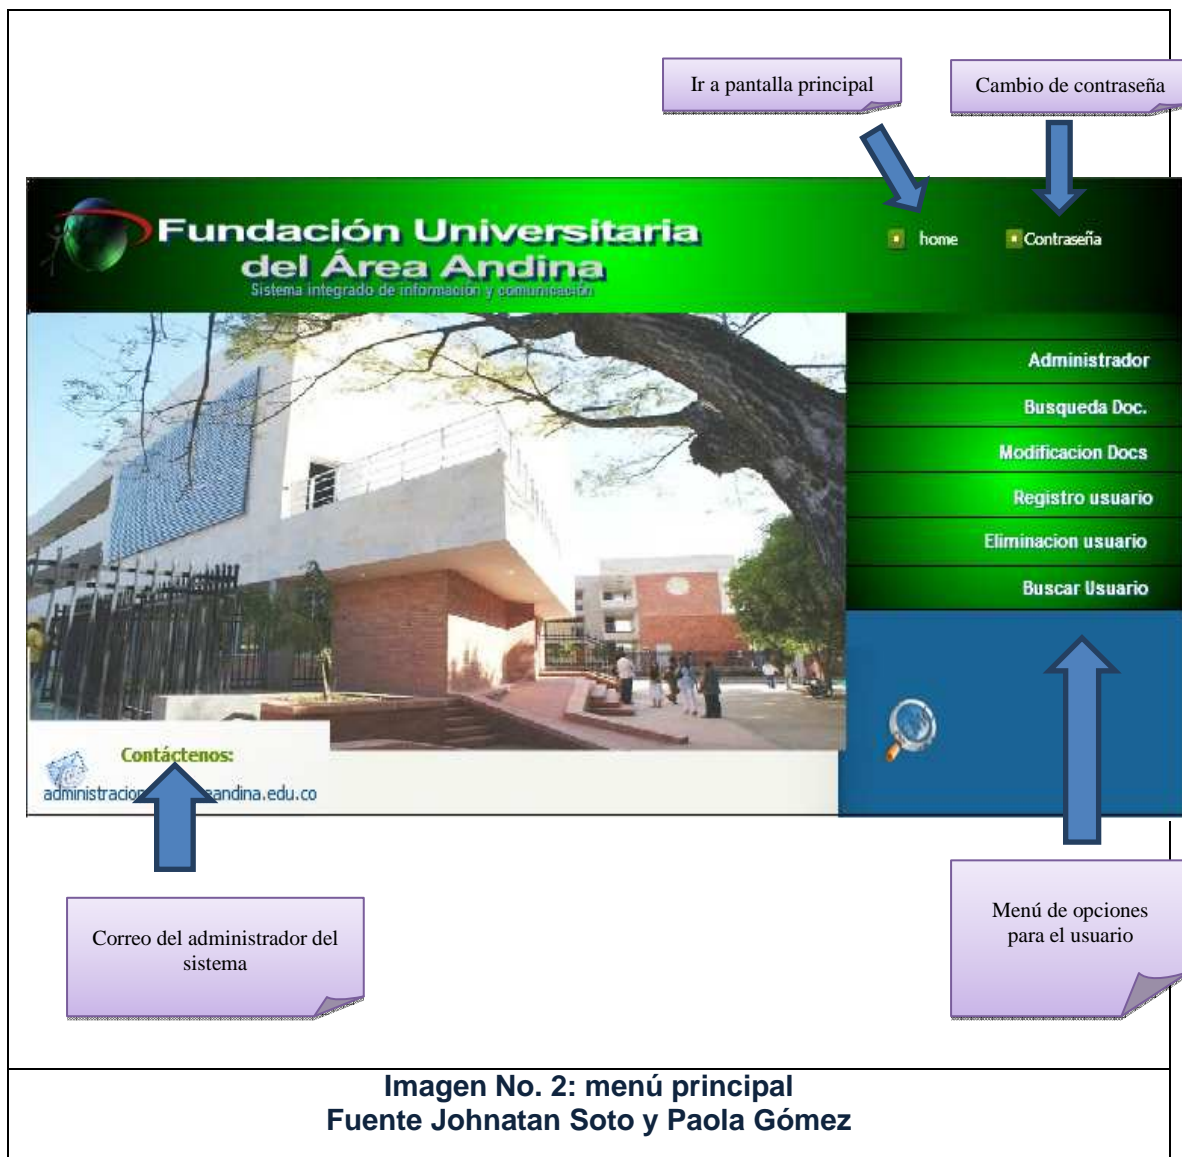 Ir a pantalla principal
Cambio de contraseña
Fundación Universitaria
del Área Andina
Sistema integrado de información y comunicación
home
Contraseña
Administrador
Busqueda Doc.
Modificacion Docs
Registro usuario
Eliminacion usuario
Buscar Usuario
Contáctenos:
administracion andina.edu.co
Correo del administrador del
sistema
Menú de opciones
para el usuario
Imagen No. 2: menú principal
Fuente Johnatan Soto y Paola Gómez